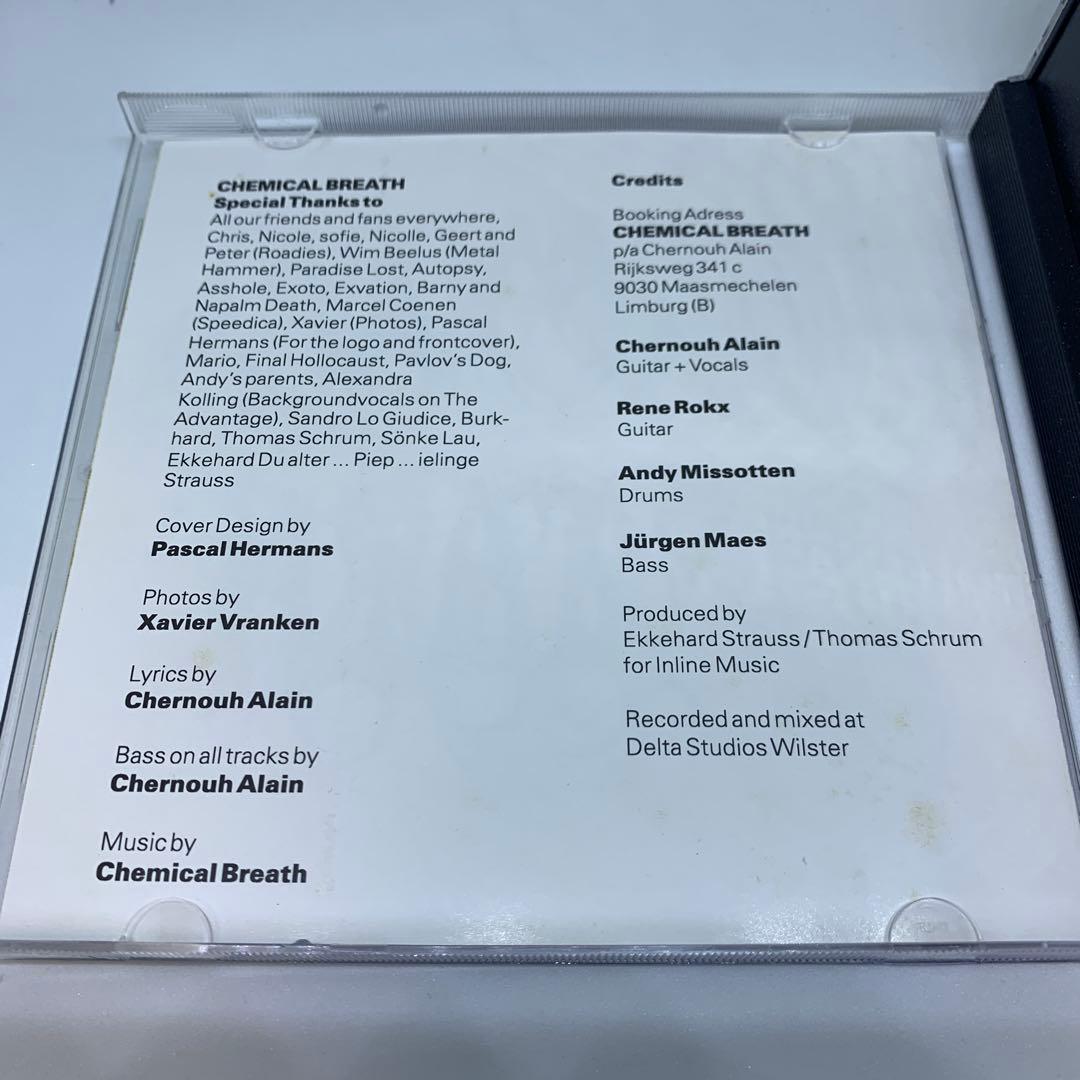 CHEMICAL BREATH
Special Thanks to
All our friends and fans everywhere,
Chris, Nicole, sofie, Nicolle, Geert and
Peter (Roadies), Wim Beelus (Metal
Hammer), Paradise Lost, Autopsy,
Asshole, Exoto, Exvation, Barny and
Napalm Death, Marcel Coenen
(Speedica), Xavier (Photos), Pascal
Hermans (For the logo and frontcover),
Mario, Final Hollocaust, Pavlov's Dog,
Andy's parents, Alexandra
Kolling (Backgroundvocals on The
Advantage), Sandro Lo Giudice, Burk-
hard, Thomas Schrum, Sönke Lau,
Ekkehard Du alter ... Piep ... ielinge
Strauss
Cover Design by
Pascal Hermans
Photos by
Xavier Vranken
Lyrics by
Chernouh Alain
Bass on all tracks by
Chernouh Alain
Music by
Chemical Breath
Credits
Booking Adress
CHEMICAL BREATH
p/a Chernouh Alain
Rijksweg 341 c
9030 Maasmechelen
Limburg (B)
Chernouh Alain
Guitar + Vocals
Rene Rokx
Guitar
Andy Missotten
Drums
Jürgen Maes
Bass
Produced by
Ekkehard Strauss / Thomas Schrum
for Inline Music
Recorded and mixed at
Delta Studios Wilster